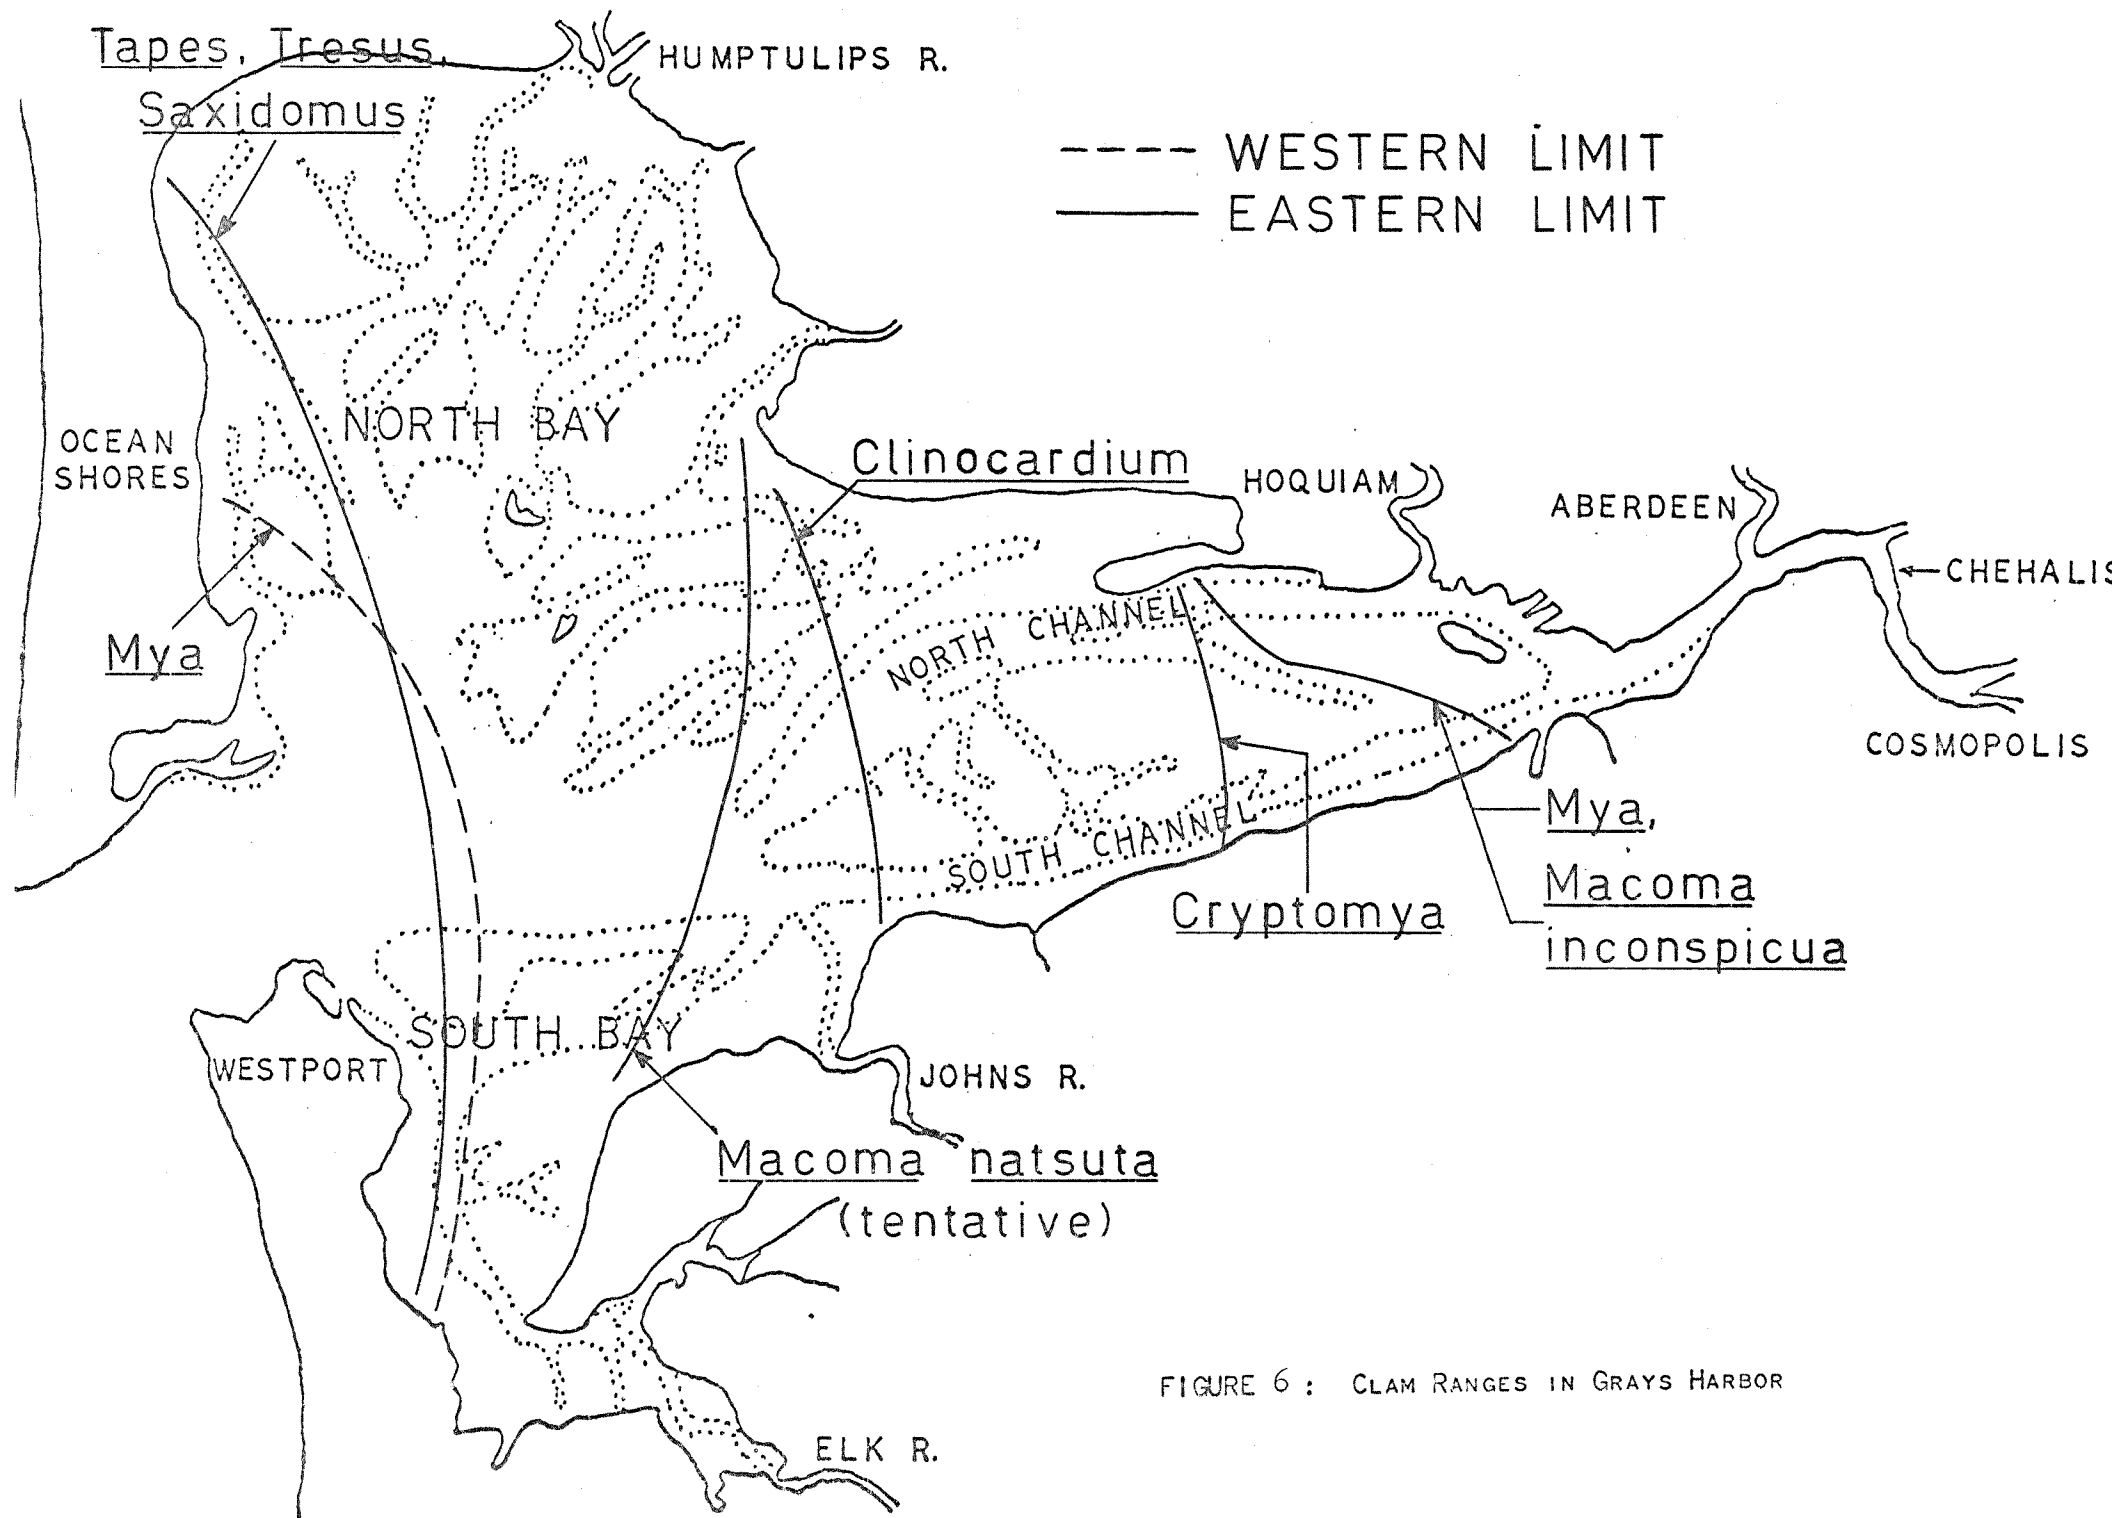 Tapes, Tresus,
Saxidomus
HUMPTULIPS R.
WESTERN LIMIT
EASTERN LIMIT
NORTH BAY
OCEAN
SHORES
Clinocardium
HOQUIAM
ABERDEEN
CHEHALIS
Mya
NORTH CHANNEL
COSMOPOLIS
SOUTH CHANNEL
Mya,
Macoma
inconspicua
Cryptomya
SOUTH BAY
WESTPORT
JOHNS R.
Macoma natsuta
(tentative)
FIGURE 6: CLAM RANGES IN GRAYS HARBOR
ELK R.